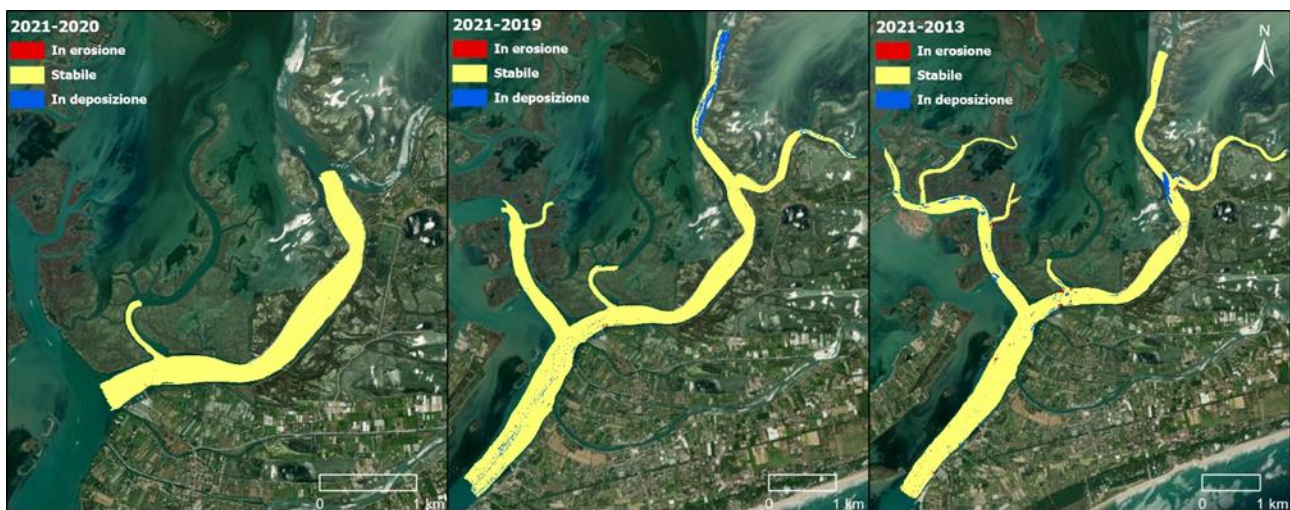 2021-2020
In erosione
Stabile
In deposizione
0 1 km
2021-2019
In erosione
Stabile
In deposizione
0 1 km
2021-2013
In erosione
Stabile
In deposizione
N
0 1 km